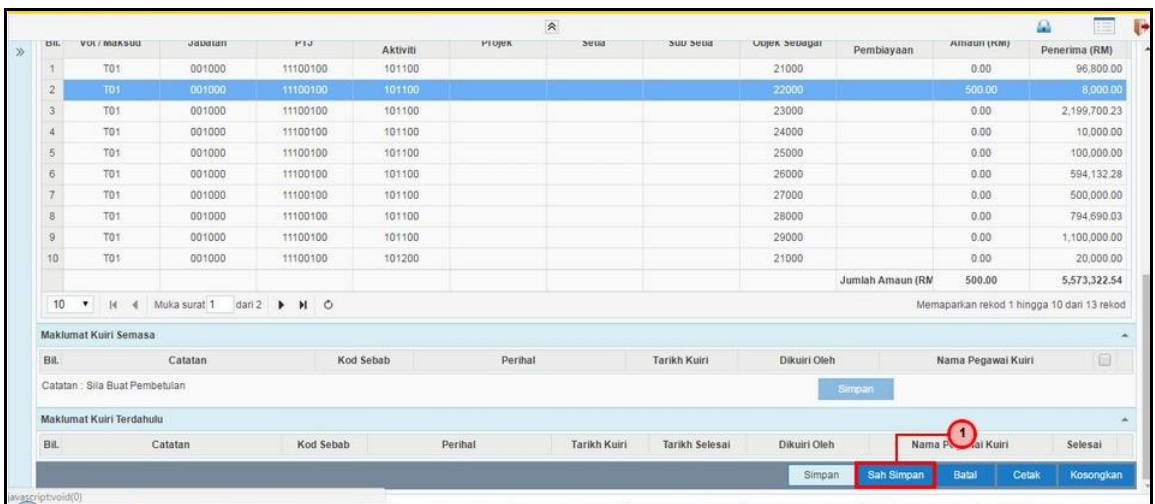 Bil. Vot / Maksud Jabatan PTJ Aktiviti Projek Setia Sub Setia Objek Sebagai Pembiayaan Amaun (RM) Penerima (RM)
1 T01 001000 11100100 101100 21000 0.00 96,800.00
2 T01 001000 11100100 101100 22000 500.00 8,000.00
3 T01 001000 11100100 101100 23000 0.00 2,199,700.23
4 T01 001000 11100100 101100 24000 0.00 10,000.00
5 T01 001000 11100100 101100 25000 0.00 100,000.00
6 T01 001000 11100100 101100 26000 0.00 594,132.28
7 T01 001000 11100100 101100 27000 0.00 500,000.00
8 T01 001000 11100100 101100 28000 0.00 794,690.03
9 T01 001000 11100100 101100 29000 0.00 1,100,000.00
10 T01 001000 11100100 101200 21000 0.00 20,000.00
Jumlah Amaun (RM 500.00 5,573,322.54
10 Muka surat 1 dari 2 Memaparkan rekod 1 hingga 10 dari 13 rekod
Maklumat Kuiri Semasa
Bil. Catatan Kod Sebab Perihal Tarikh Kuiri Dikuiri Oleh Nama Pegawai Kuiri
Catatan : Sila Buat Pembetulan Simpan
Maklumat Kuiri Terdahulu
1
Bil. Catatan Kod Sebab Perihal Tarikh Kuiri Tarikh Selesai Dikuiri Oleh Nama Pegawai Kuiri Selesai
Simpan Sah Simpan Batal Cetak Kosongkan
javascript:void(0)